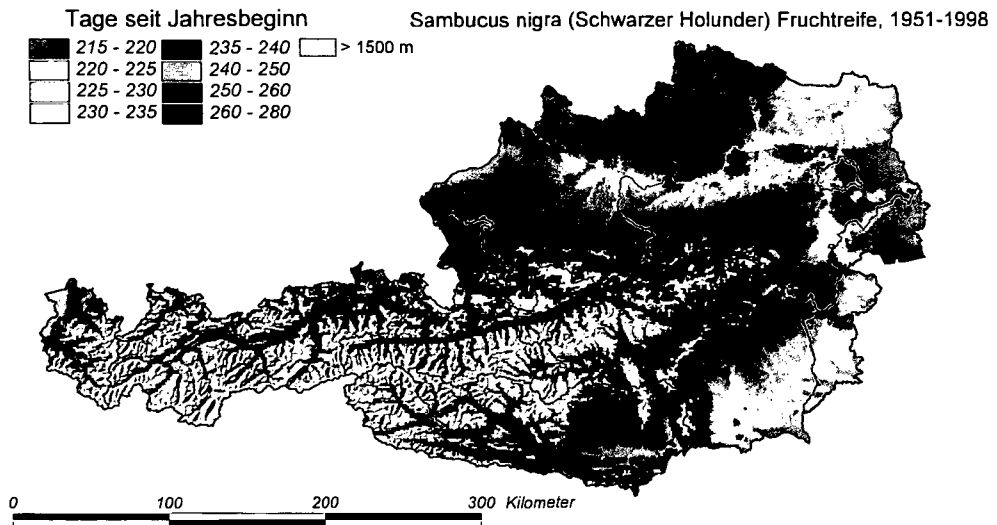 Tage seit Jahresbeginn
Sambucus nigra (Schwarzer Holunder) Fruchtreife, 1951-1998
215 - 220 235 - 240 > 1500 m
220 - 225 240 - 250
225 - 230 250 - 260
230 - 235 260 - 280
0 100 200 300 Kilometer